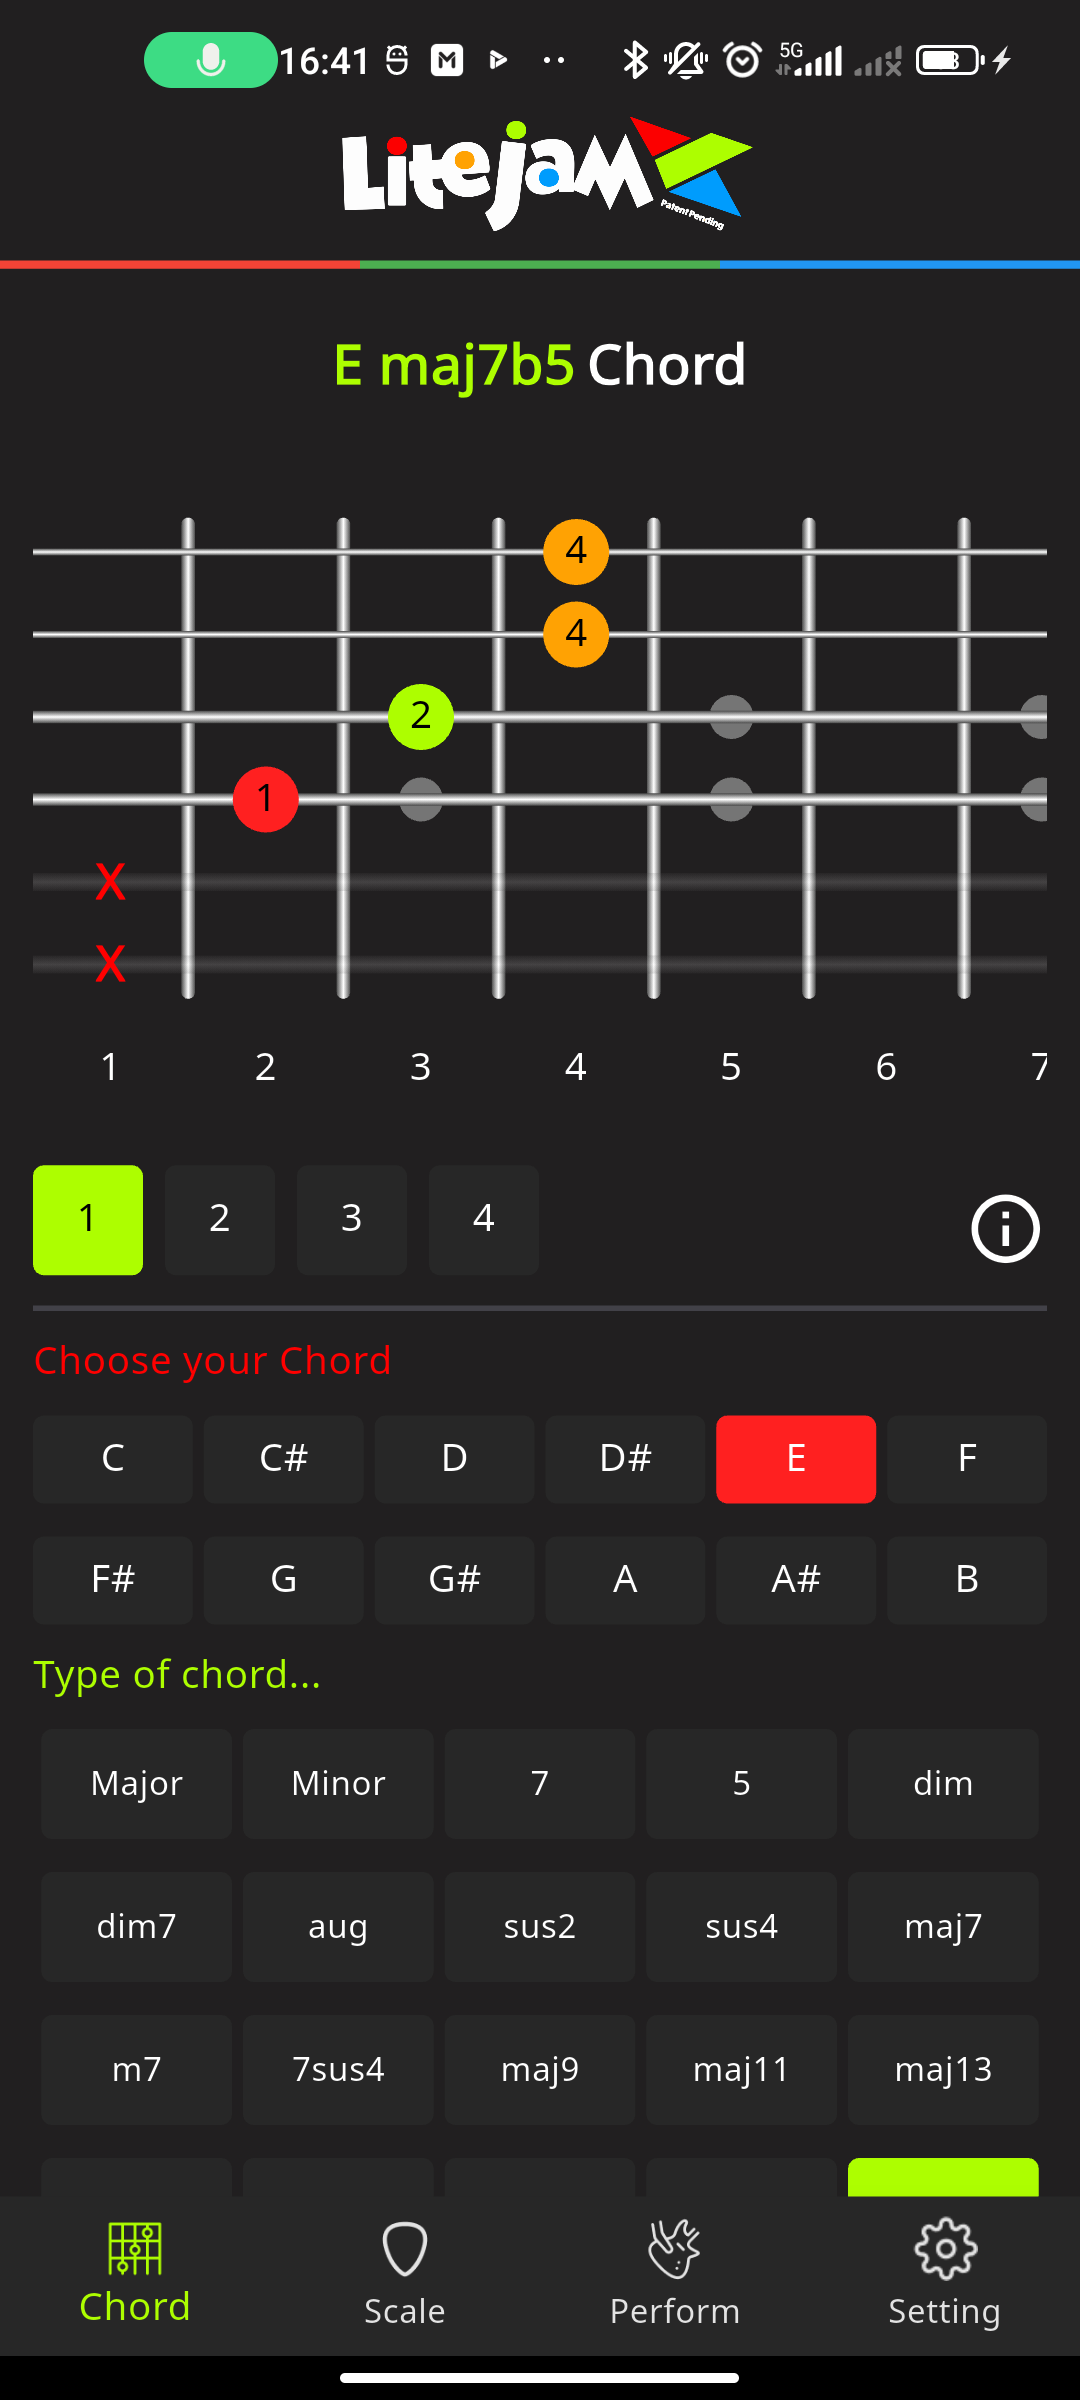 16:41
5G
Litejam
Patent Pending
E maj7b5 Chord
4
4
2
1
X
X
1 2 3 4 5 6 7
1 2 3 4
Choose your Chord
C C# D D# E F
F# G G# A A# B
Type of chord...
Major Minor 7 5 dim
dim7 aug sus2 sus4 maj7
m7 7sus4 maj9 maj11 maj13
Chord Scale Perform Setting